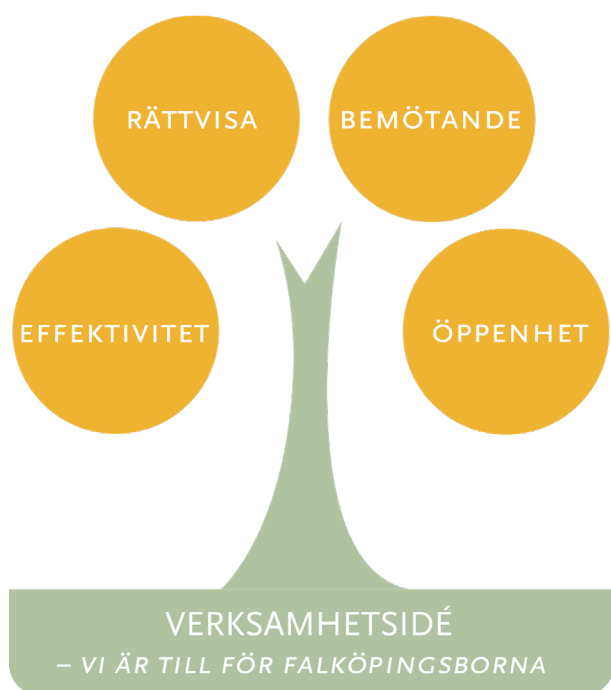 RÄTTVISA
BEMÖTANDE
EFFEKTIVITET
ÖPPENHET
VERKSAMHETSIDÉ
– VI ÄR TILL FÖR FALKÖPINGSBORNA